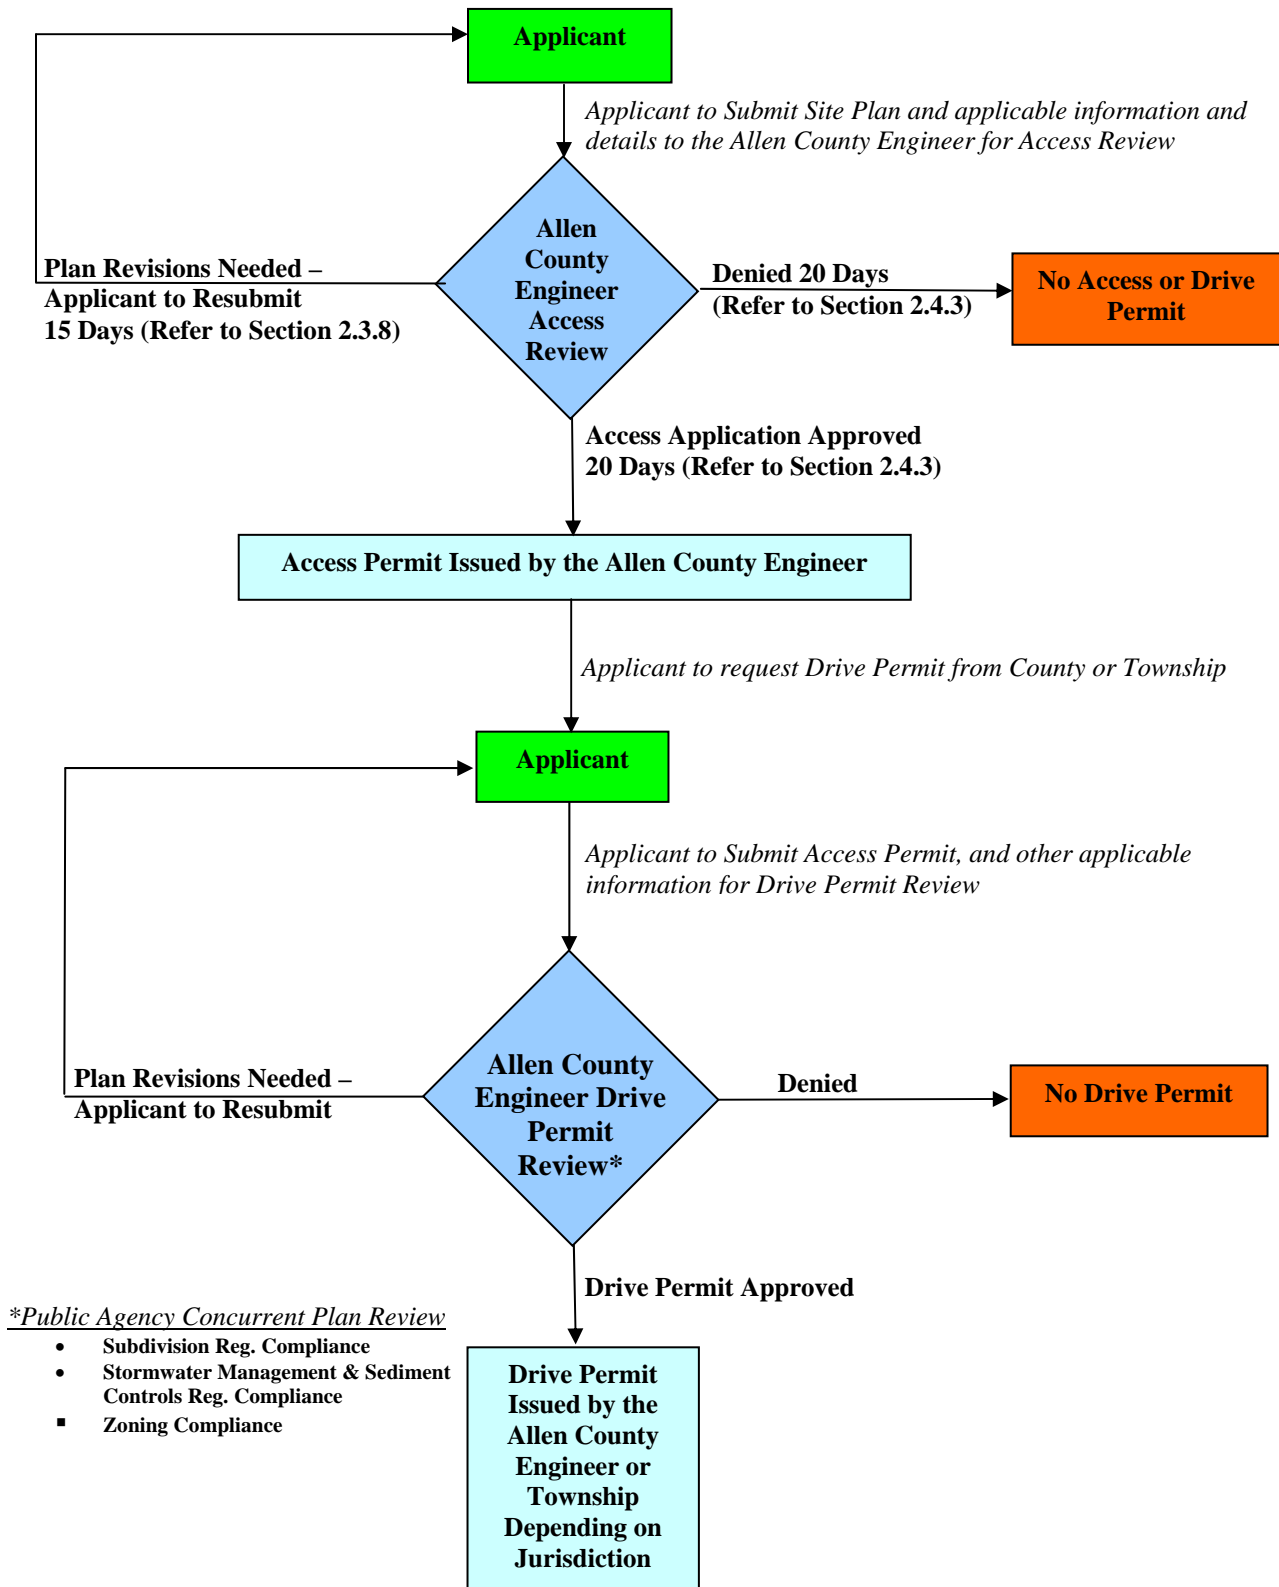 Applicant
Applicant to Submit Site Plan and applicable information and
details to the Allen County Engineer for Access Review
Allen
County
Engineer
Access
Review
Plan Revisions Needed –
Applicant to Resubmit
15 Days (Refer to Section 2.3.8)
Denied 20 Days
(Refer to Section 2.4.3)
No Access or Drive
Permit
Access Application Approved
20 Days (Refer to Section 2.4.3)
Access Permit Issued by the Allen County Engineer
Applicant to request Drive Permit from County or Township
Applicant
Applicant to Submit Access Permit, and other applicable
information for Drive Permit Review
Allen County
Engineer Drive
Permit
Review*
Plan Revisions Needed –
Applicant to Resubmit
Denied
No Drive Permit
Drive Permit Approved
*Public Agency Concurrent Plan Review
• Subdivision Reg. Compliance
• Stormwater Management & Sediment
Controls Reg. Compliance
▪ Zoning Compliance
Drive Permit
Issued by the
Allen County
Engineer or
Township
Depending on
Jurisdiction